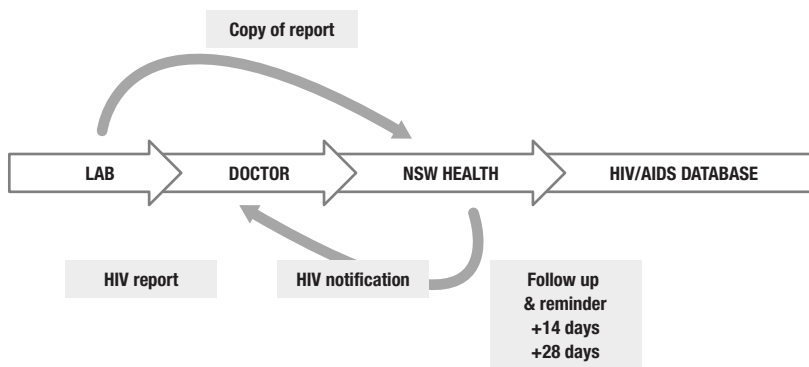 Copy of report
LAB
DOCTOR
NSW HEALTH
HIV/AIDS DATABASE
HIV report
HIV notification
Follow up
& reminder
+14 days
+28 days